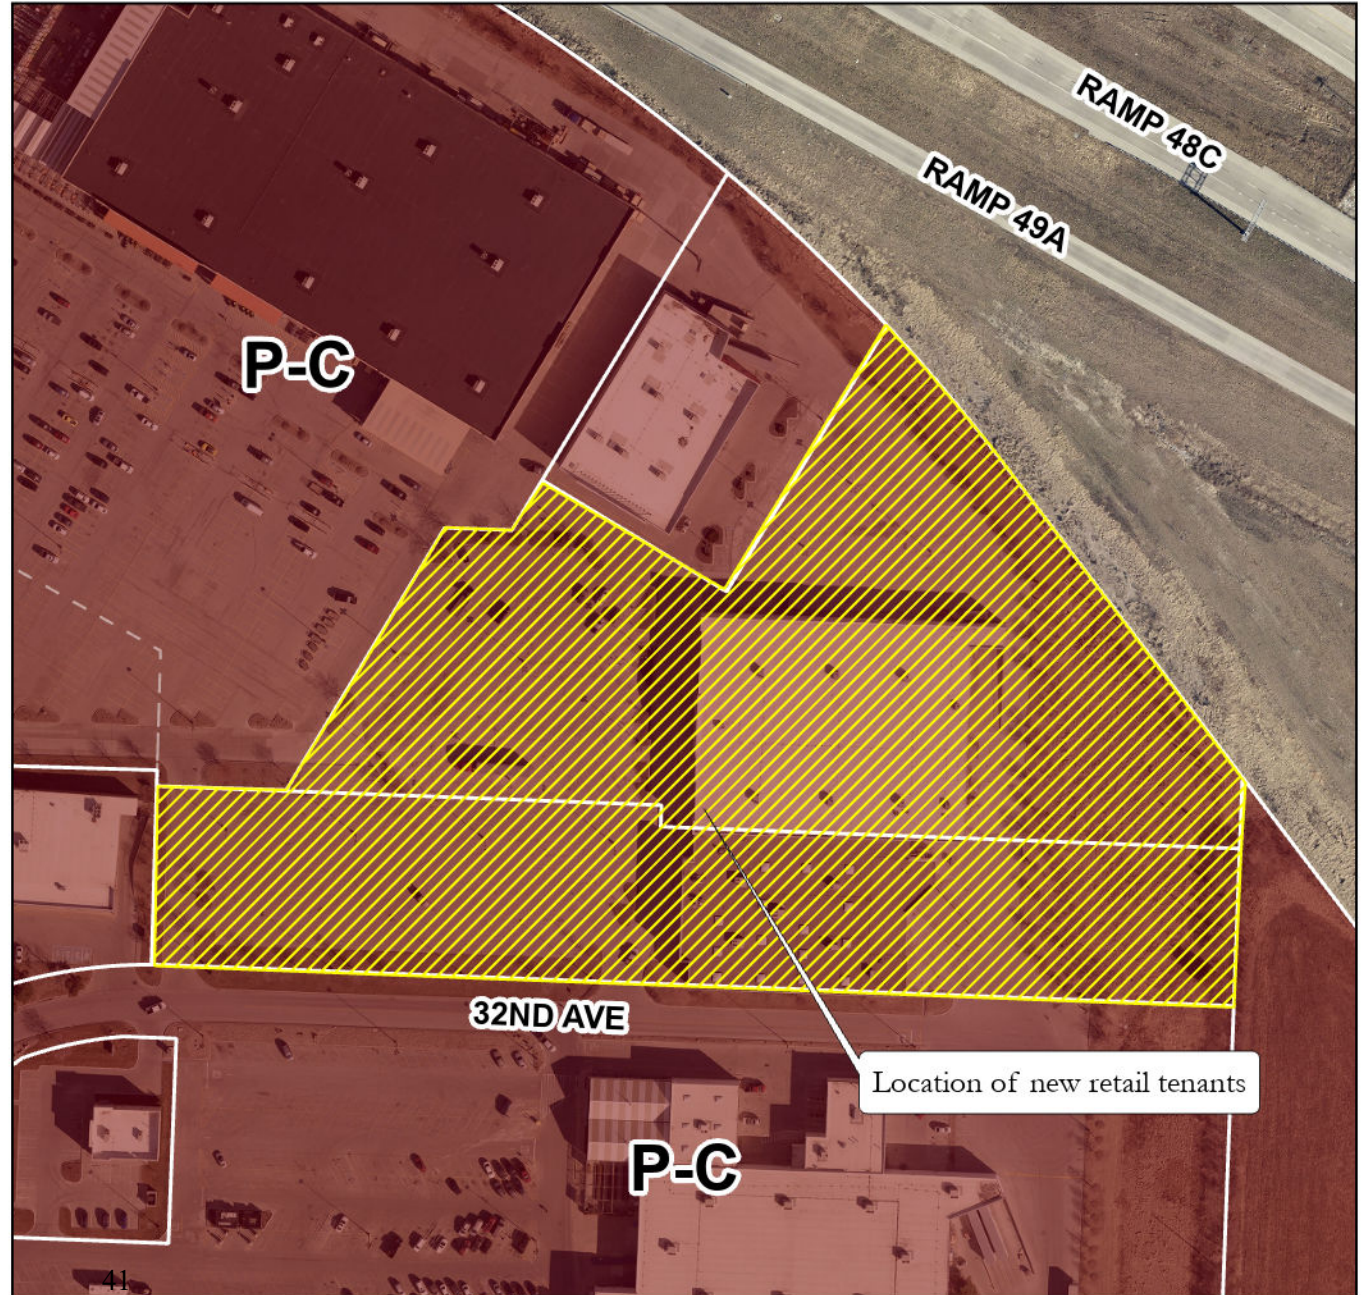 RAMP 48C
RAMP 49A
P-C
32ND AVE
Location of new retail tenants
P-C
41